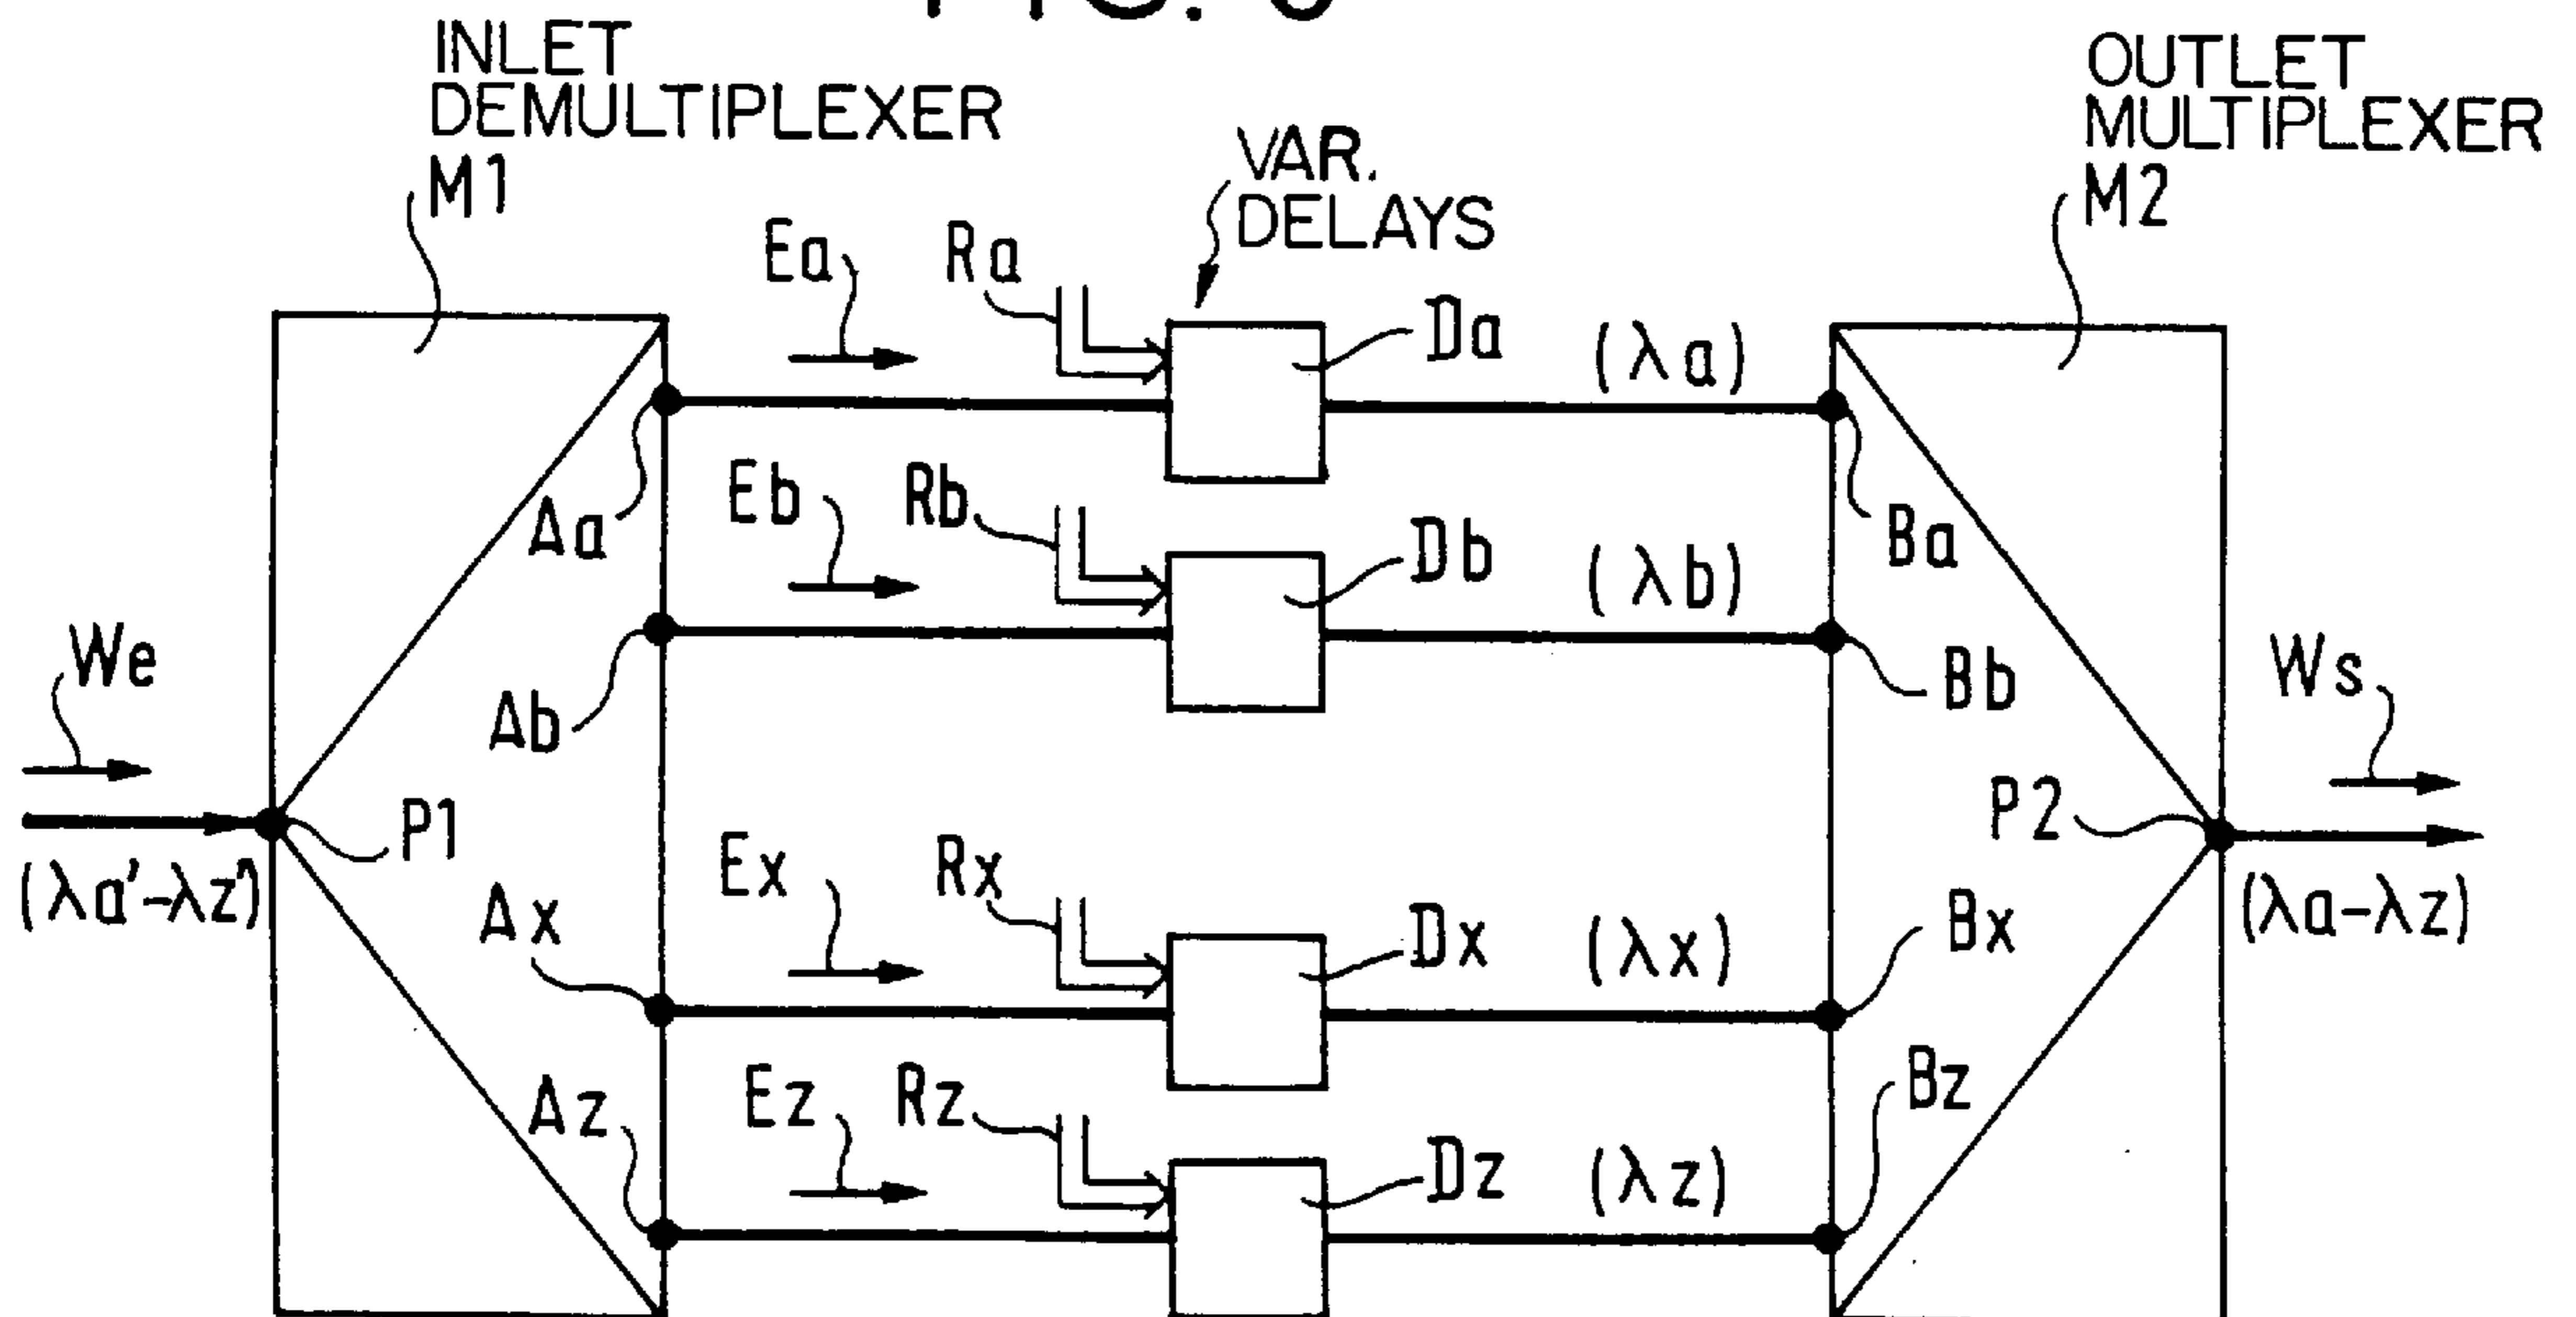 INLET
DEMULTIPLEXER
M1
OUTLET
MULTIPLEXER
M2
VAR.
DELAYS
Ea
Ra
Da
(λa)
Aa
Ba
Eb
Rb
Db
(λb)
Ab
Bb
We
P1
(λa'-λz')
Ws
P2
(λa-λz)
Ex
Rx
Dx
(λx)
Ax
Bx
Ez
Rz
Dz
(λz)
Az
Bz